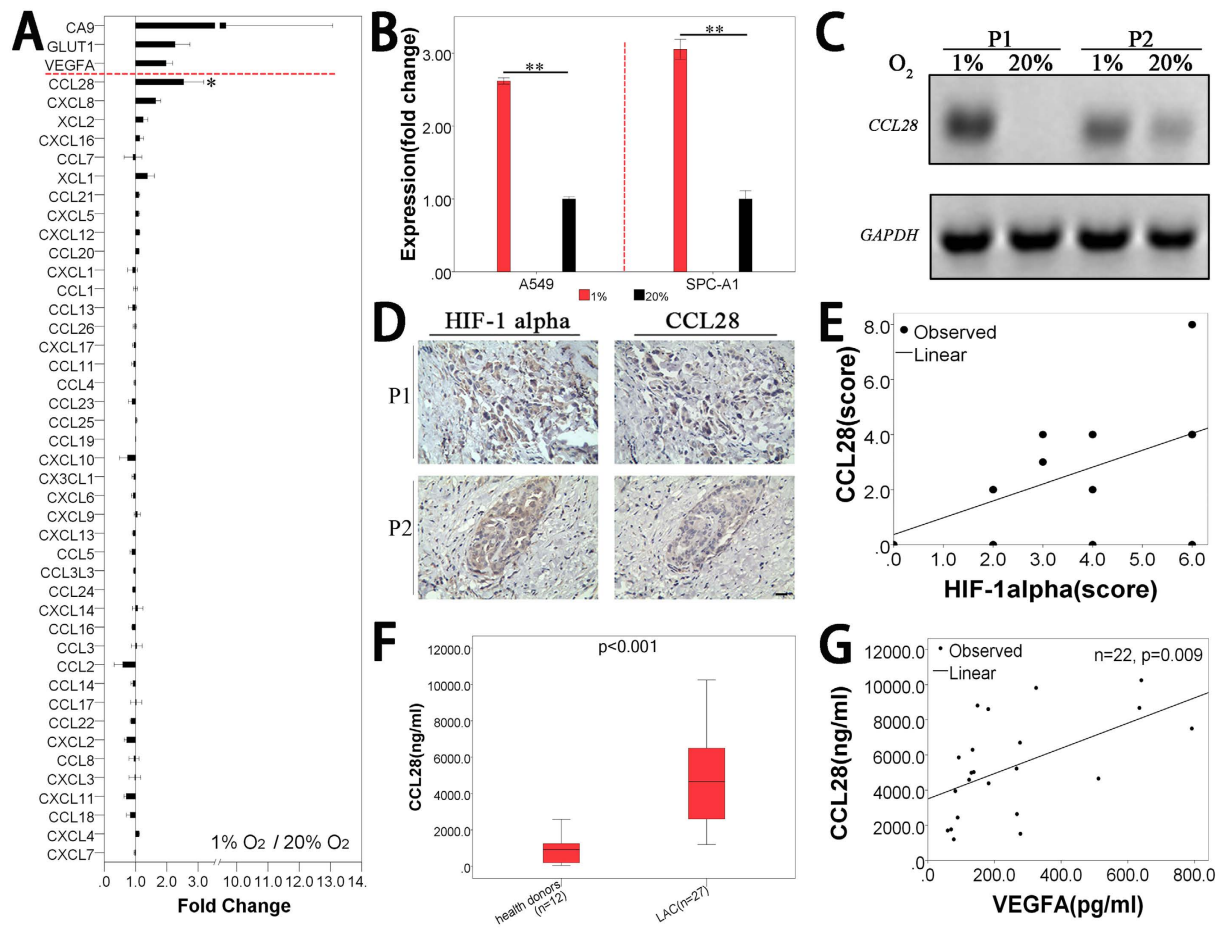 A
CA9
GLUT1
VEGFA
CCL28
*
CXCL8
XCL2
CXCL16
CCL7
XCL1
CCL21
CXCL5
CXCL12
CCL20
CXCL1
CCL1
CCL13
CCL26
CXCL17
CCL11
CCL4
CCL23
CCL25
CCL19
CXCL10
CX3CL1
CXCL6
CXCL9
CXCL13
CCL5
CCL3L3
CCL24
CXCL14
CCL16
CCL3
CCL2
CCL14
CCL17
CCL22
CXCL2
CCL8
CXCL3
CXCL11
CCL18
CXCL4
CXCL7
1% O2 / 20% O2
.0 1.0 2.0 3.0 10.0 11.0 12.0 13.0 14.
Fold Change
B
Expression(fold change)
3.00
2.00
1.00
.00
**
**
A549 SPC-A1
1% 20%
C
P1 P2
O2 1% 20% 1% 20%
CCL28
GAPDH
D
HIF-1 alpha CCL28
P1
P2
E
CCL28(score)
8.0
6.0
4.0
2.0
.0
Observed
Linear
.0 1.0 2.0 3.0 4.0 5.0 6.0
HIF-1alpha(score)
F
CCL28(ng/ml)
12000.0
10000.0
8000.0
6000.0
4000.0
2000.0
.0
p<0.001
health donors
(n=12)
LAC(n=27)
G
CCL28(ng/ml)
12000.0
10000.0
8000.0
6000.0
4000.0
2000.0
.0
Observed
Linear
n=22, p=0.009
.0 200.0 400.0 600.0 800.0
VEGFA(pg/ml)